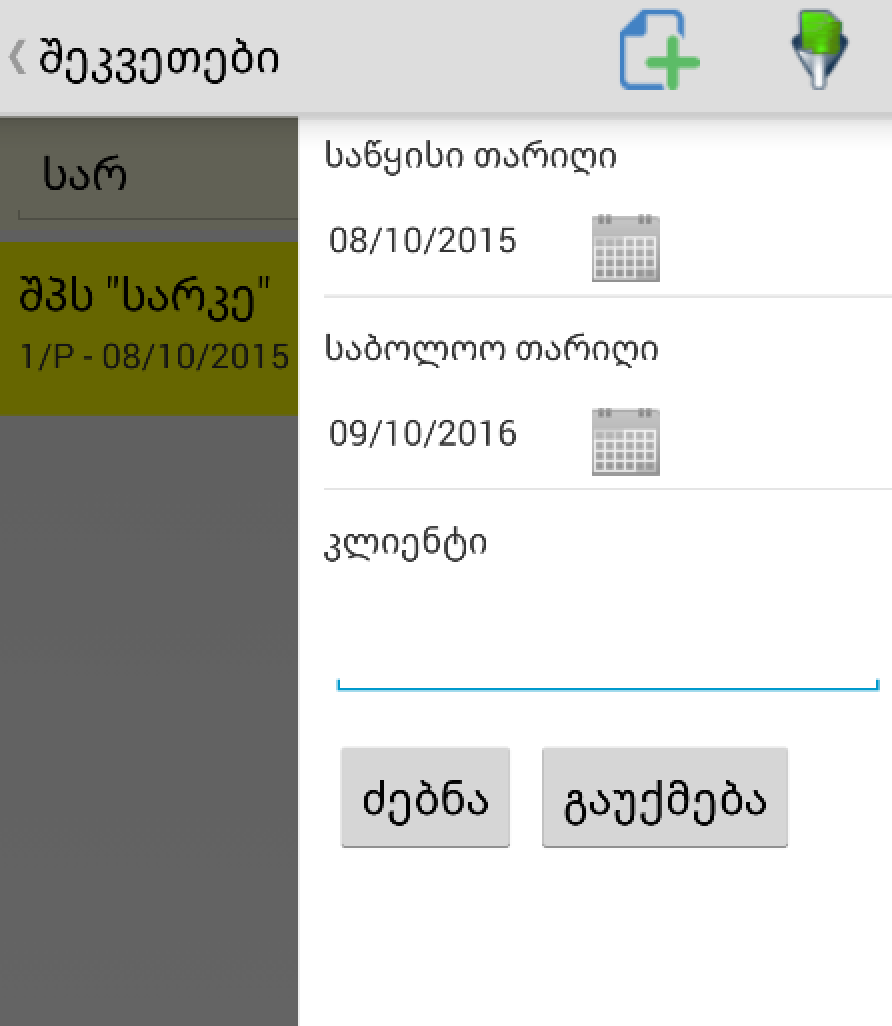 შეკვეთები
სარ
შპს "სარკე"
1/P - 08/10/2015
საწყისი თარიღი
08/10/2015
საბოლოო თარიღი
09/10/2016
კლიენტი
ძებნა
გაუქმება